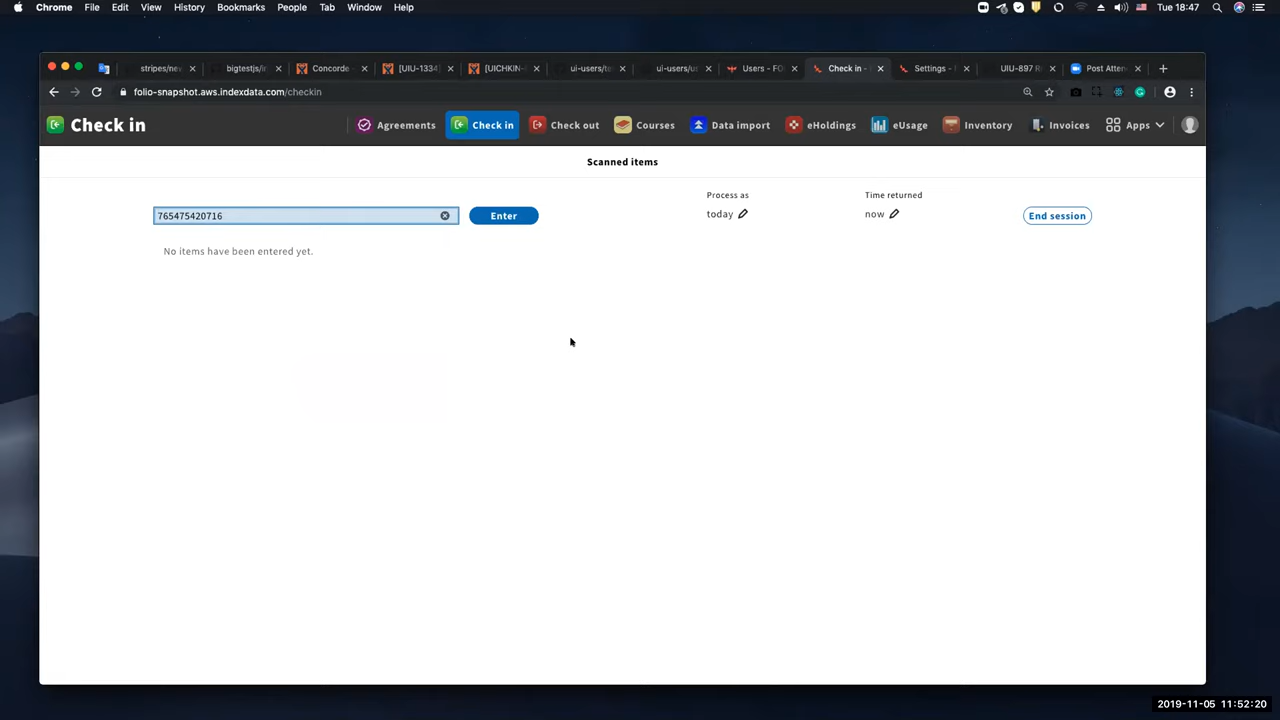 Chrome File Edit View History Bookmarks People Tab Window Help Tue 18:47
stripes/nev bigtestjs/i Concorde [UIU-1334] [UICHKIN- ui-users/te ui-users/us Users - FO Check in - Settings - F UIU-897 R Post Atten
folio-snapshot.aws.indexdata.com/checkin
Check in Agreements Check in Check out Courses Data import eHoldings eUsage Inventory Invoices Apps
Scanned items
Process as Time returned
765475420716 Enter today now End session
No items have been entered yet.
2019-11-05 11:52:20